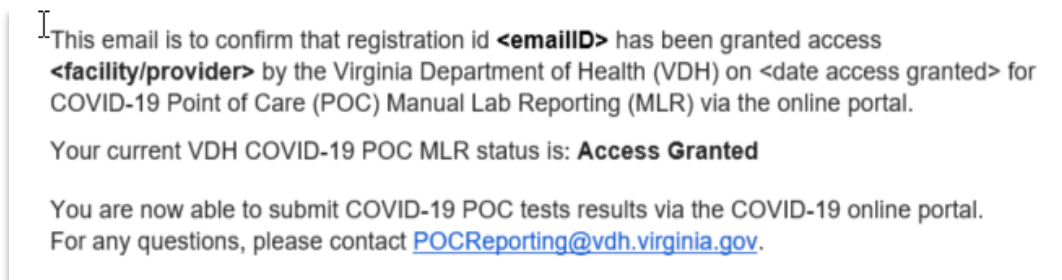 This email is to confirm that registration id <emailID> has been granted access
<facility/provider> by the Virginia Department of Health (VDH) on <date access granted> for
COVID-19 Point of Care (POC) Manual Lab Reporting (MLR) via the online portal.
Your current VDH COVID-19 POC MLR status is: Access Granted
You are now able to submit COVID-19 POC tests results via the COVID-19 online portal.
For any questions, please contact POCReporting@vdh.virginia.gov.